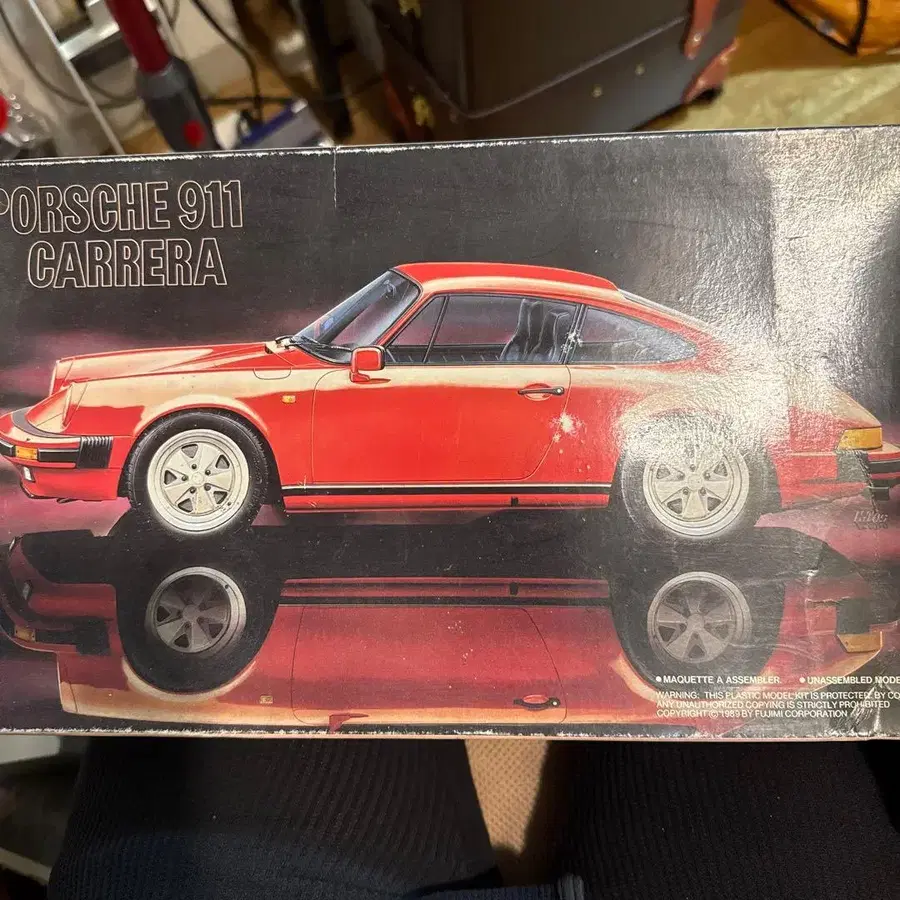 PORSCHE 911
CARRERA
• MAQUETTE A ASSEMBLER. • UNASSEMBLED MODE
WARNING: THIS PLASTIC MODEL KIT IS PROTECTED BY CO
ANY UNAUTHORIZED COPYING IS STRICTLY PROHIBITED
COPYRIGHT © 1989 BY FUJIMI CORPORATION